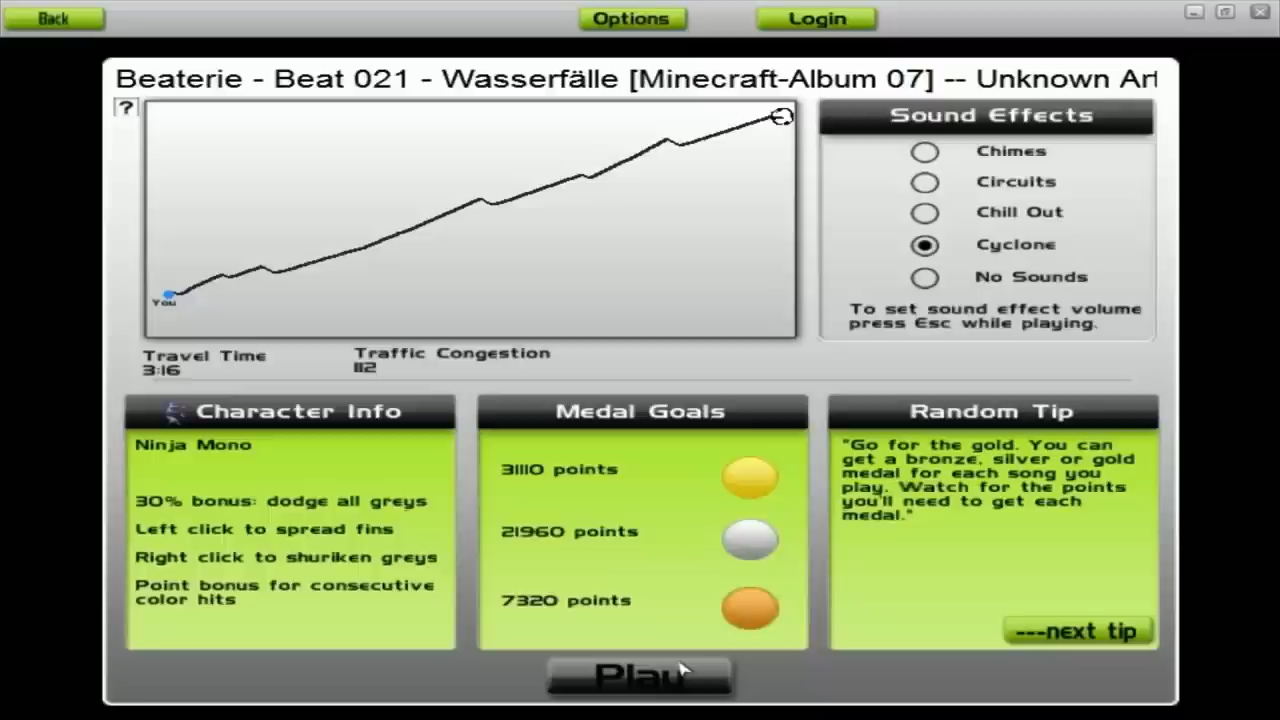 Back
Options
Login
Beaterie - Beat 021 - Wasserfälle [Minecraft-Album 07] -- Unknown Art
?
You
Travel Time
3:16
Traffic Congestion
112
Sound Effects
Chimes
Circuits
Chill Out
Cyclone
No Sounds
To set sound effect volume
press Esc while playing.
Character Info
Ninja Mono
30% bonus: dodge all greys
Left click to spread fins
Right click to shuriken greys
Point bonus for consecutive
color hits
Medal Goals
31110 points
21960 points
7320 points
Random Tip
"Go for the gold. You can
get a bronze, silver or gold
medal for each song you
play. Watch for the points
you'll need to get each
medal."
---next tip
Play